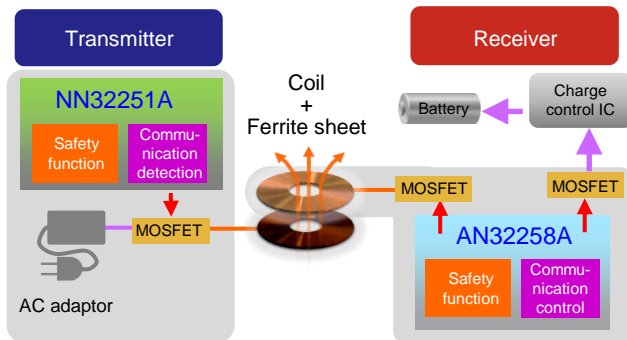 Transmitter
Receiver
NN32251A
Safety
function
Commu-
nication
detection
MOSFET
AC adaptor
Coil
+
Ferrite sheet
Battery
Charge
control IC
MOSFET
MOSFET
AN32258A
Safety
function
Commu-
nication
control